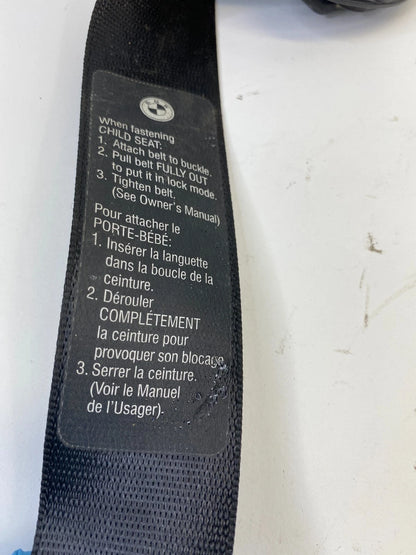 When fastening
CHILD SEAT:
1. Attach belt to buckle.
2. Pull belt FULLY OUT
to put it in lock mode.
3. Tighten belt.
(See Owner's Manual)
Pour attacher le
PORTE-BÉBÉ:
1. Insérer la languette
dans la boucle de la
ceinture.
2. Dérouler
COMPLÉTEMENT
la ceinture pour
provoquer son blocage.
3. Serrer la ceinture.
(Voir le Manuel
de l'Usager).